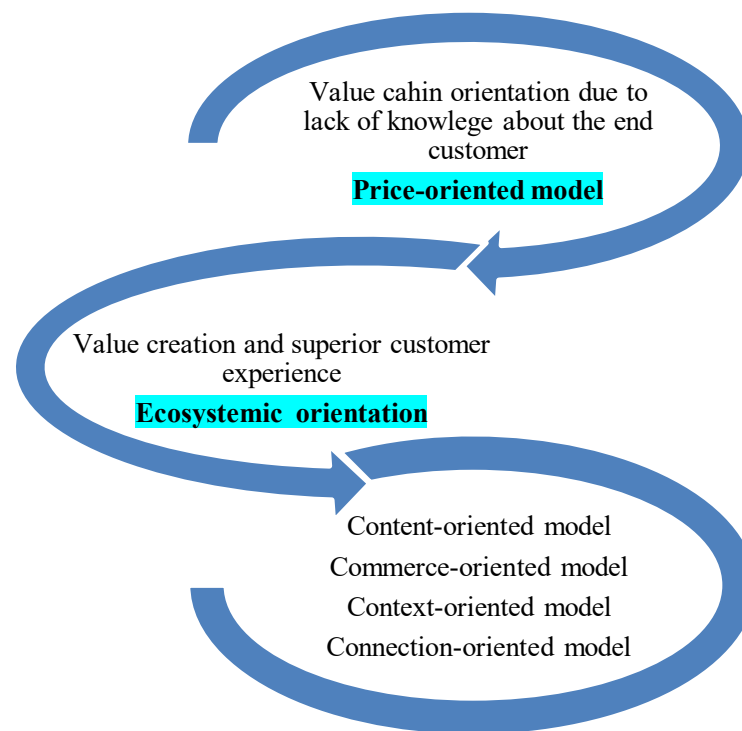 Value cahin orientation due to
lack of knowlege about the end
customer
Price-oriented model
Value creation and superior customer
experience
Ecosystemic orientation
Content-oriented model
Commerce-oriented model
Context-oriented model
Connection-oriented model